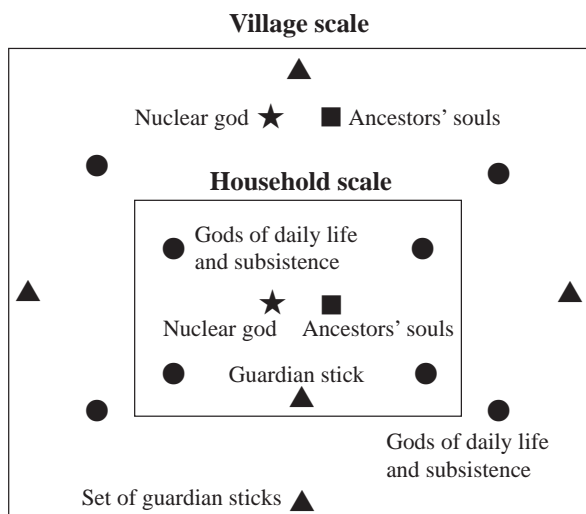 Village scale
Nuclear god
Ancestors' souls
Household scale
Gods of daily life
and subsistence
Nuclear god
Ancestors' souls
Guardian stick
Gods of daily life
and subsistence
Set of guardian sticks